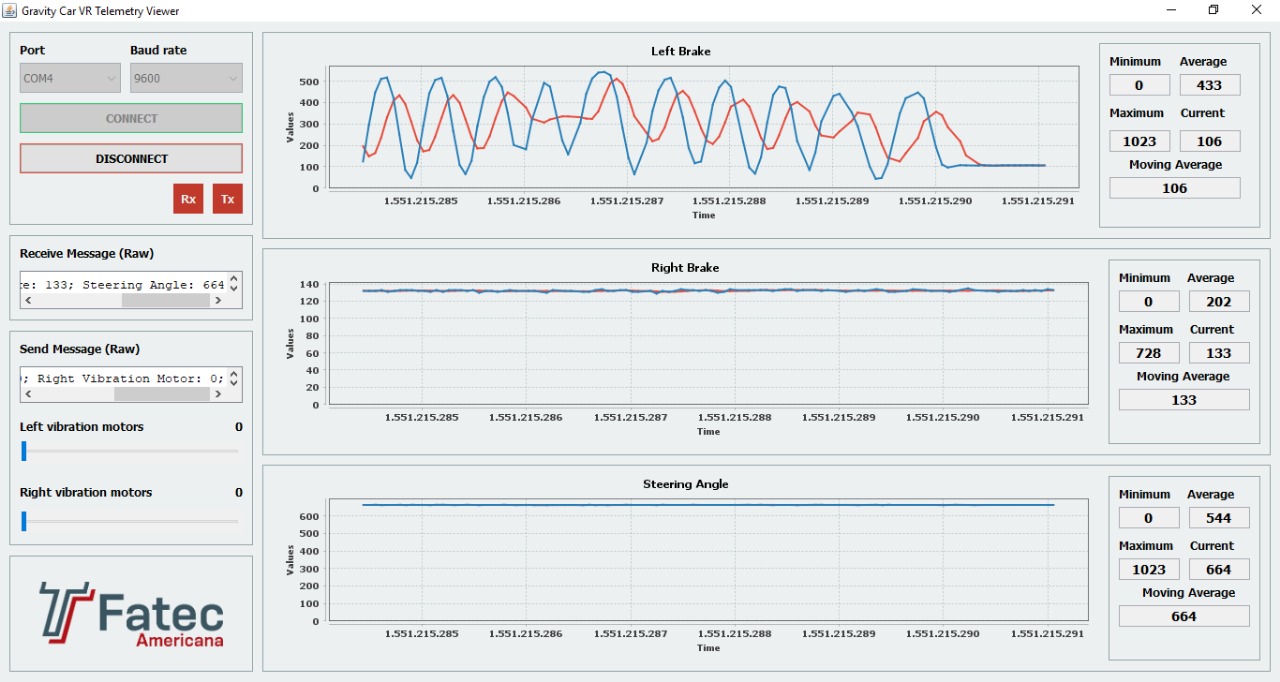 Gravity Car VR Telemetry Viewer
Port
Baud rate
COM4
9600
CONNECT
DISCONNECT
Rx
Tx
Receive Message (Raw)
e: 133; Steering Angle: 664
Send Message (Raw)
; Right Vibration Motor: 0;
Left vibration motors 0
Right vibration motors 0
Fatec
Americana
Left Brake
Values
500
400
300
200
100
0
1.551.215.285 1.551.215.286 1.551.215.287 1.551.215.288 1.551.215.289 1.551.215.290 1.551.215.291
Time
Minimum Average
0 433
Maximum Current
1023 106
Moving Average
106
Right Brake
Values
140
120
100
80
60
40
20
0
1.551.215.285 1.551.215.286 1.551.215.287 1.551.215.288 1.551.215.289 1.551.215.290 1.551.215.291
Time
Minimum Average
0 202
Maximum Current
728 133
Moving Average
133
Steering Angle
Values
600
500
400
300
200
100
0
1.551.215.285 1.551.215.286 1.551.215.287 1.551.215.288 1.551.215.289 1.551.215.290 1.551.215.291
Time
Minimum Average
0 544
Maximum Current
1023 664
Moving Average
664